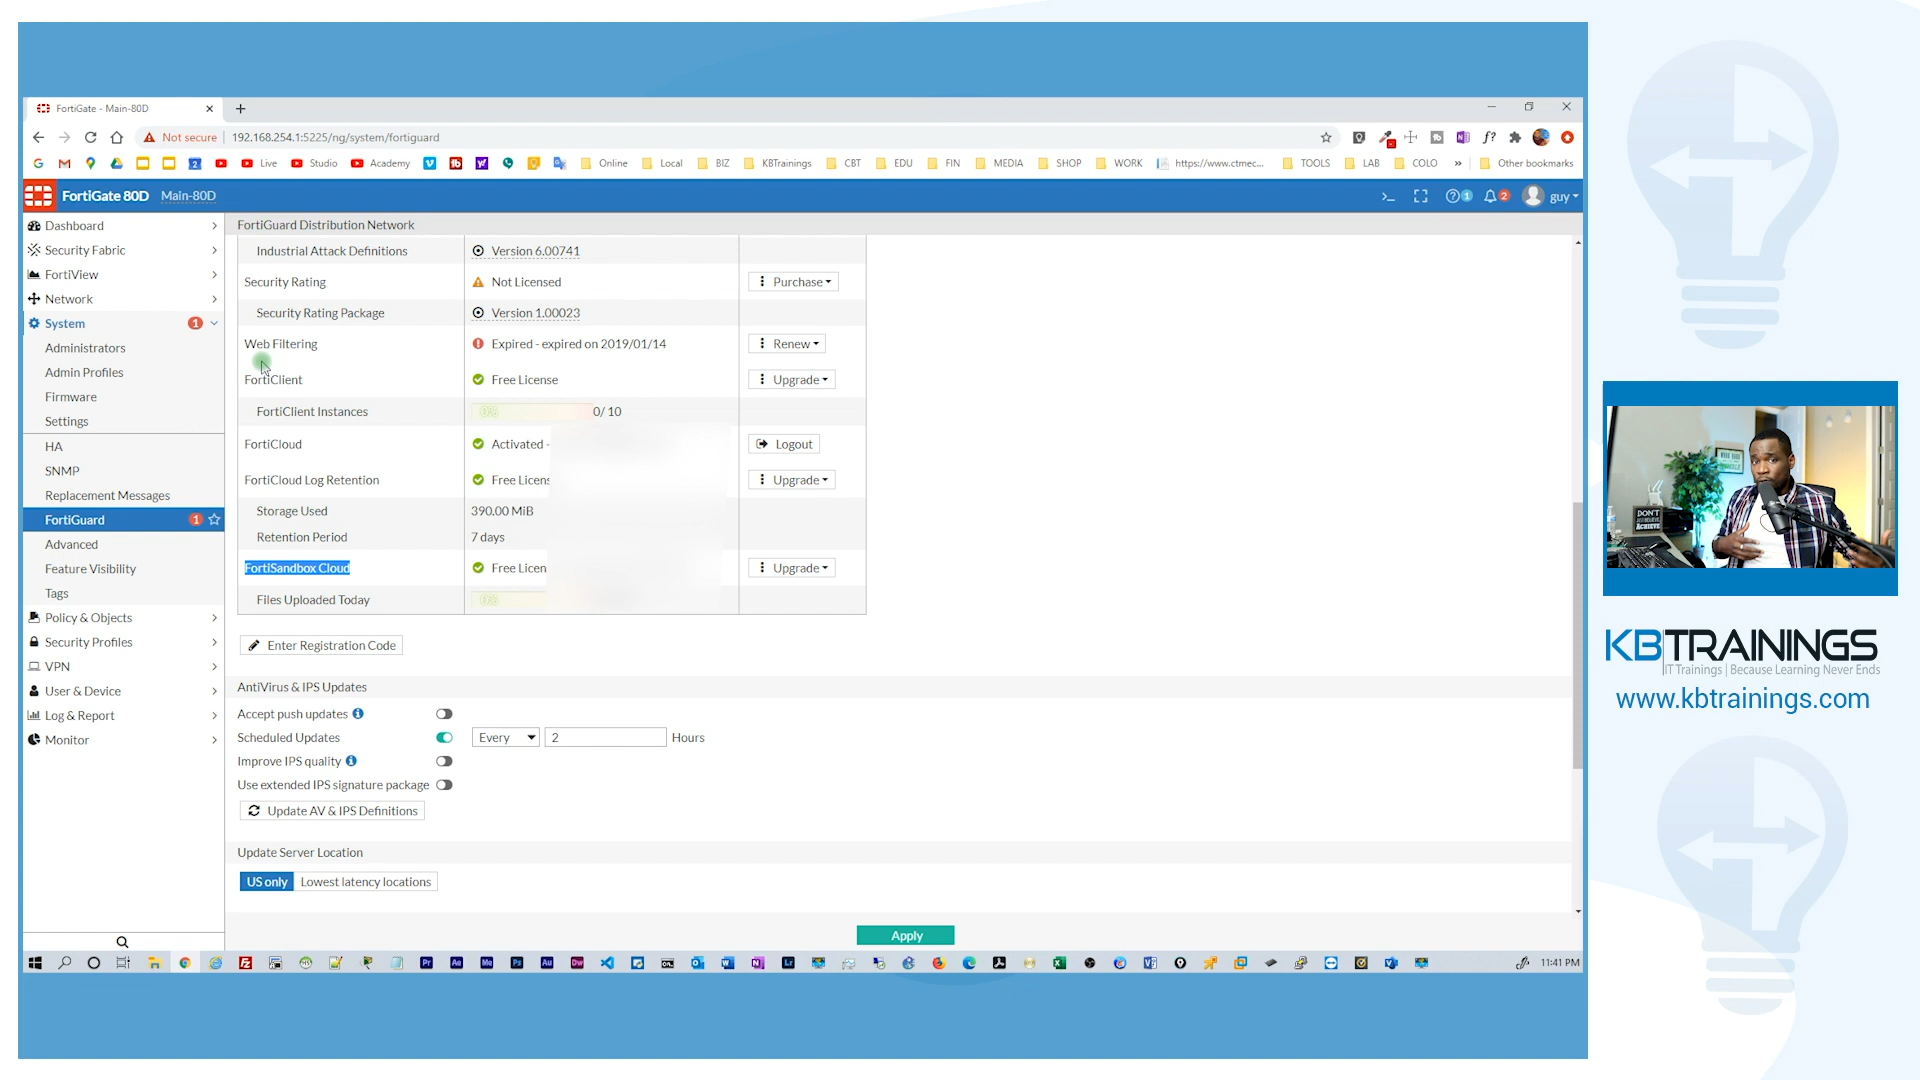 FortiGate - Main-80D
Not secure
192.168.254.1:5225/ng/system/fortiguard
Live
Studio
Academy
Online
Local
BIZ
KBTrainings
CBT
EDU
FIN
MEDIA
SHOP
WORK
https://www.ctmec...
TOOLS
LAB
COLO
»
Other bookmarks
FortiGate 80D
Main-80D
>_
1
2
guy
Dashboard
Security Fabric
FortiView
Network
System
1
Administrators
Admin Profiles
Firmware
Settings
HA
SNMP
Replacement Messages
FortiGuard
1
Advanced
Feature Visibility
Tags
Policy & Objects
Security Profiles
VPN
User & Device
Log & Report
Monitor
FortiGuard Distribution Network
Industrial Attack Definitions
Version 6.00741
Security Rating
Not Licensed
Purchase
Security Rating Package
Version 1.00023
Web Filtering
Expired - expired on 2019/01/14
Renew
FortiClient
Free License
Upgrade
FortiClient Instances
0%
0/ 10
FortiCloud
Activated -
Logout
FortiCloud Log Retention
Free Licens
Upgrade
Storage Used
390.00 MiB
Retention Period
7 days
FortiSandbox Cloud
Free Licen
Upgrade
Files Uploaded Today
0%
Enter Registration Code
AntiVirus & IPS Updates
Accept push updates
Scheduled Updates
Every
2
Hours
Improve IPS quality
Use extended IPS signature package
Update AV & IPS Definitions
Update Server Location
US only
Lowest latency locations
Apply
11:41 PM
DON'T
ACHIEVE
KBTRAININGS
IT Trainings | Because Learning Never Ends
www.kbtrainings.com